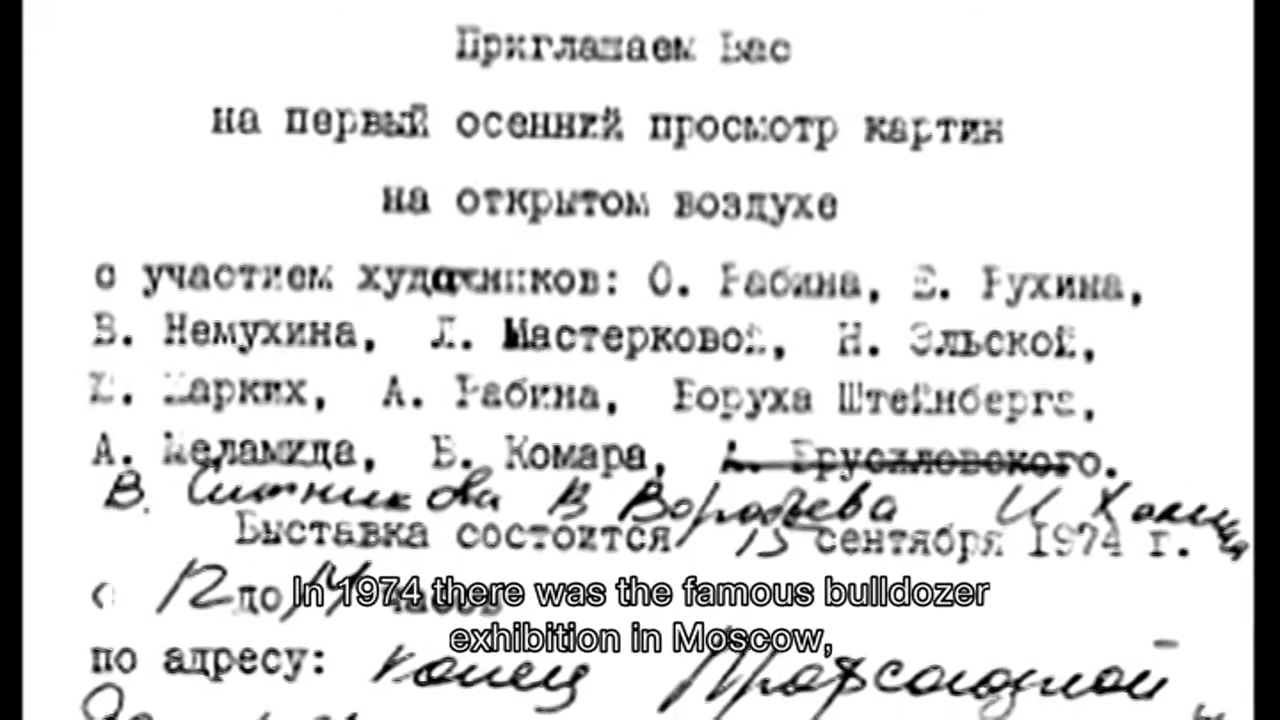 Приглашаем Вас
на первый осенний просмотр картин
на открытом воздухе
с участием художников: О. Рабина, Е. Рухина,
В. Немухина, Л. Мастерковой, Н. Эльской,
Ю. Жарких, А. Рабина, Боруха Штейнберга,
А. Меламида, В. Комара, А. Брусиловского.
В. Ситникова В Воробьева И Холина
Выставка состоится 15 сентября 1974 г.
с 12 до 14 часов
In 1974 there was the famous bulldozer
exhibition in Moscow,
по адресу: конец Профсоюзной